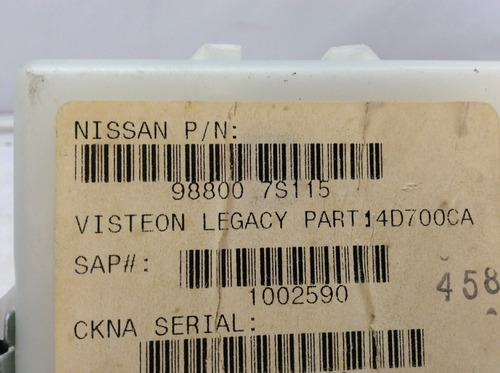 NISSAN P/N:
98800 7S115
VISTEON LEGACY PART14D700CA
SAP#:
1002590
458
CKNA SERIAL: